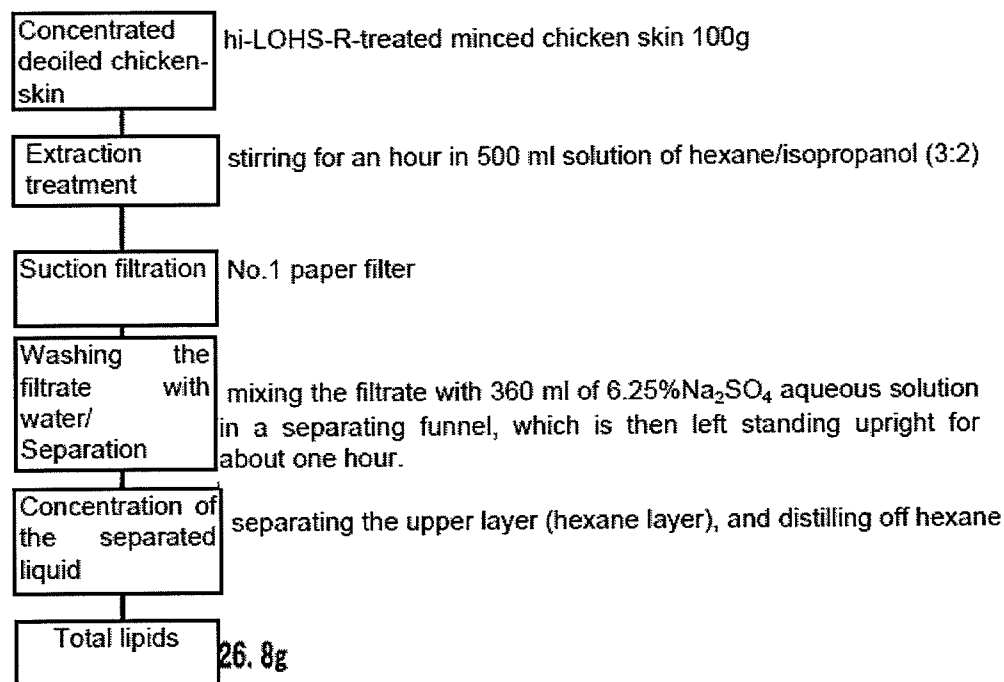 Concentrated
deoiled chicken-
skin
hi-LOHS-R-treated minced chicken skin 100g
Extraction
treatment
stirring for an hour in 500 ml solution of hexane/isopropanol (3:2)
Suction filtration
No.1 paper filter
Washing the
filtrate with
water/
Separation
mixing the filtrate with 360 ml of 6.25%Na₂SO₄ aqueous solution
in a separating funnel, which is then left standing upright for
about one hour.
Concentration of
the separated
liquid
separating the upper layer (hexane layer), and distilling off hexane
Total lipids
26. 8g